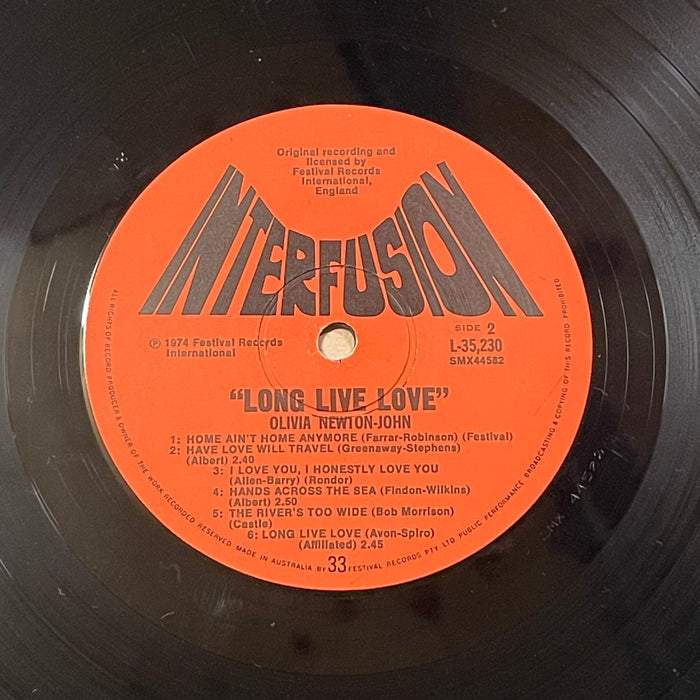 Original recording and
licensed by
Festival Records
International,
England
INTERFUSION
℗ 1974 Festival Records
International
SIDE 2
L-35,230
SMX44582
"LONG LIVE LOVE"
OLIVIA NEWTON-JOHN
1: HOME AIN'T HOME ANYMORE (Farrar-Robinson) (Festival)
2: HAVE LOVE WILL TRAVEL (Greenaway-Stephens)
(Albert) 2.40
3: I LOVE YOU, I HONESTLY LOVE YOU
(Allen-Barry) (Rondor)
4: HANDS ACROSS THE SEA (Findon-Wilkins)
(Albert) 2.50
5: THE RIVER'S TOO WIDE (Bob Morrison)
(Castle)
6: LONG LIVE LOVE (Avon-Spiro)
(Affiliated) 2.45
33
ALL RIGHTS OF RECORD PRODUCER & OWNER OF THE WORK RECORDED RESERVED. MADE IN AUSTRALIA BY FESTIVAL RECORDS PTY. LTD PUBLIC PERFORMANCE BROADCASTING & COPYING OF THIS RECORD PROHIBITED
SMX